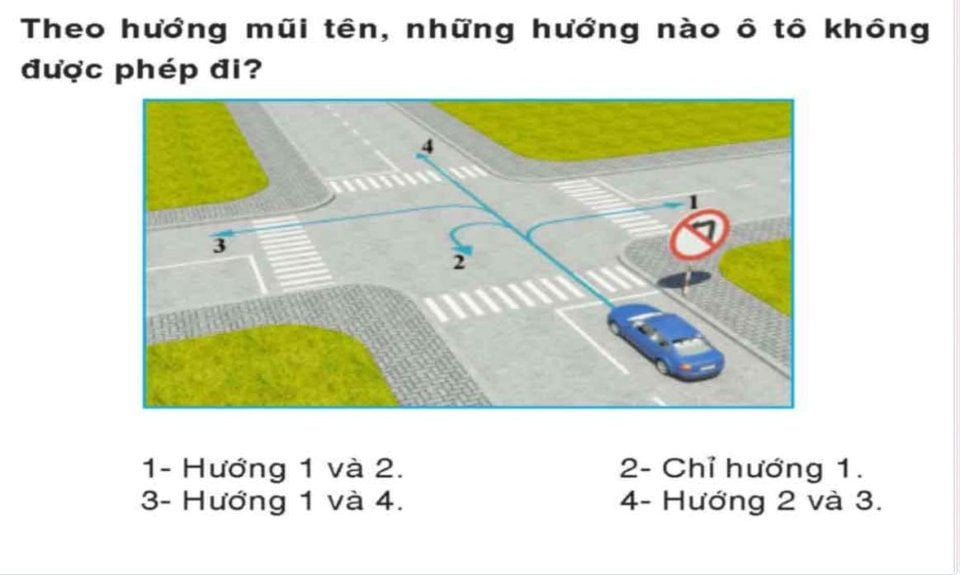 Theo hướng mũi tên, những hướng nào ô tô không
được phép đi?
4
1
3
2
1- Hướng 1 và 2.
2- Chỉ hướng 1.
3- Hướng 1 và 4.
4- Hướng 2 và 3.